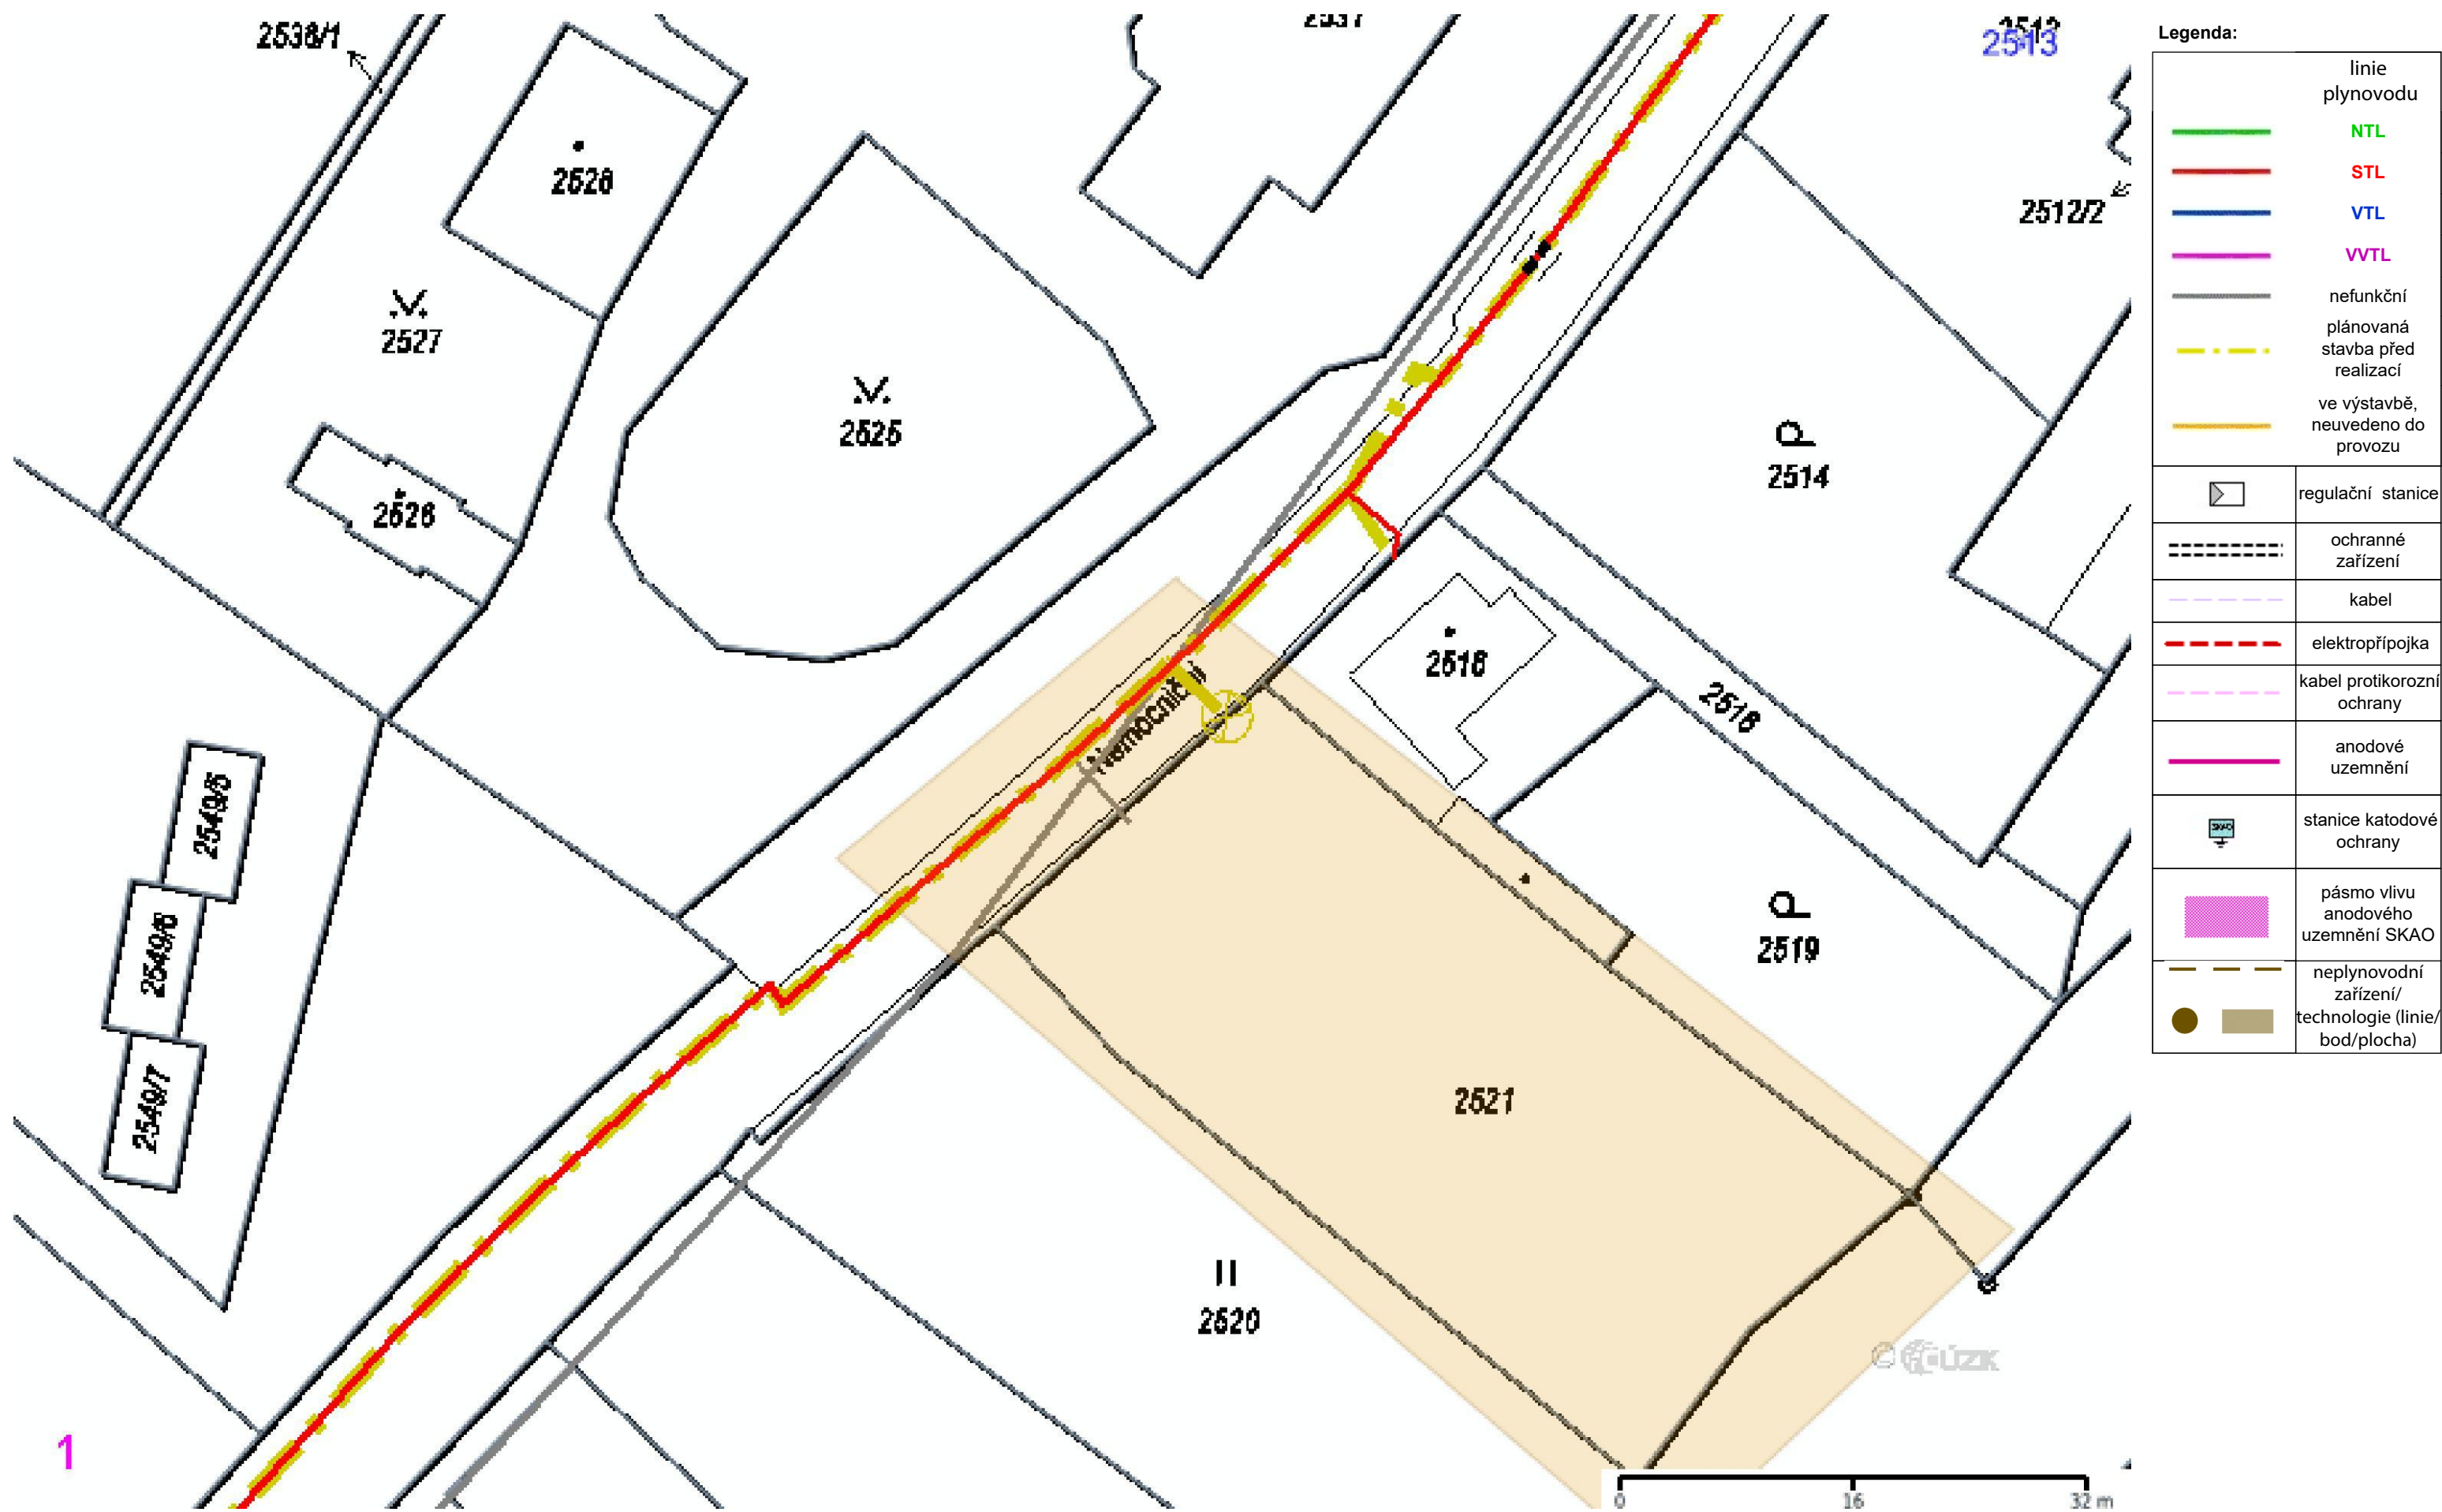 2537
2513
2538/1
2512/2
2528
2527
2525
2526
2514
2518
2516
Nemocniční
2549/5
2549/6
2549/7
2519
2521
2520
1
© ČÚZK
0 16 32 m
Legenda:
linie
plynovodu
NTL
STL
VTL
VVTL
nefunkční
plánovaná
stavba před
realizací
ve výstavbě,
neuvedeno do
provozu
regulační stanice
ochranné
zařízení
kabel
elektropřípojka
kabel protikorozní
ochrany
anodové
uzemnění
SKAO
stanice katodové
ochrany
pásmo vlivu
anodového
uzemnění SKAO
neplynovodní
zařízení/
technologie (linie/
bod/plocha)